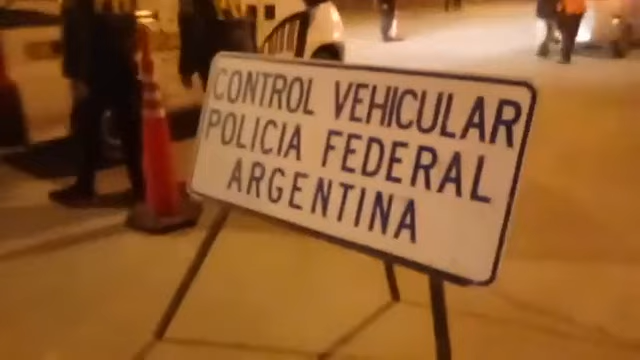 CONTROL VEHICULAR
POLICIA FEDERAL
ARGENTINA